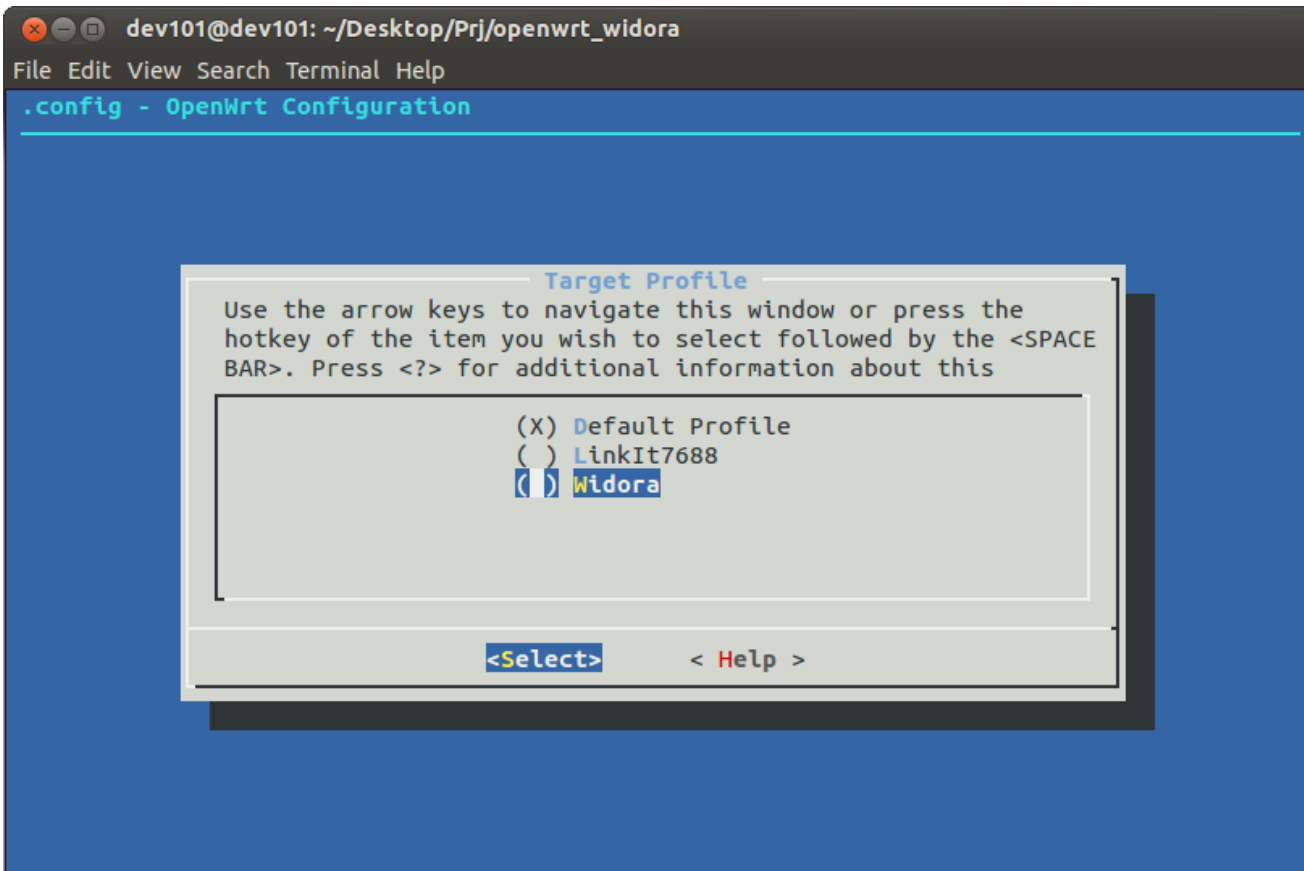 dev101@dev101: ~/Desktop/Prj/openwrt_widora
File Edit View Search Terminal Help
.config - OpenWrt Configuration
Target Profile
Use the arrow keys to navigate this window or press the
hotkey of the item you wish to select followed by the <SPACE
BAR>. Press <?> for additional information about this
(X) Default Profile
( ) LinkIt7688
( ) Widora
<Select> < Help >